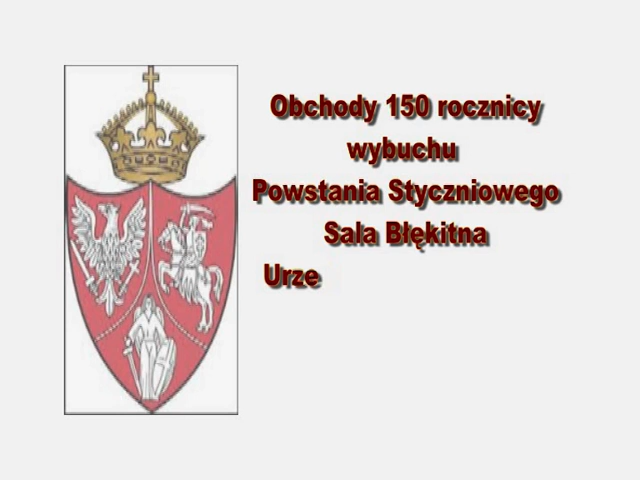 Obchody 150 rocznicy
wybuchu
Powstania Styczniowego
Sala Błękitna
Urze